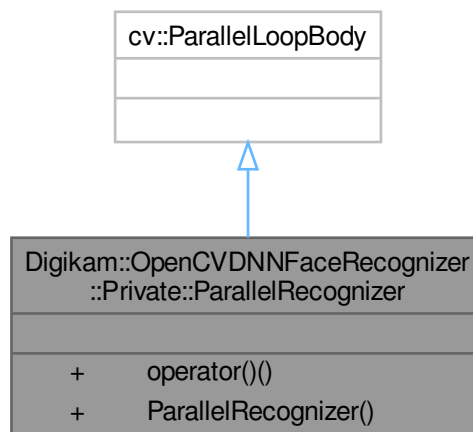 cv::ParallelLoopBody
Digikam::OpenCVDNNFaceRecognizer
::Private::ParallelRecognizer
+ operator()()
+ ParallelRecognizer()